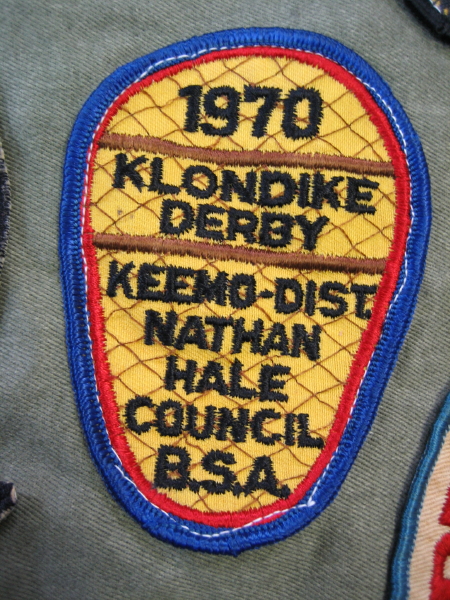 1970
KLONDIKE
DERBY
KEEMO-DIST.
NATHAN
HALE
COUNCIL
B.S.A.